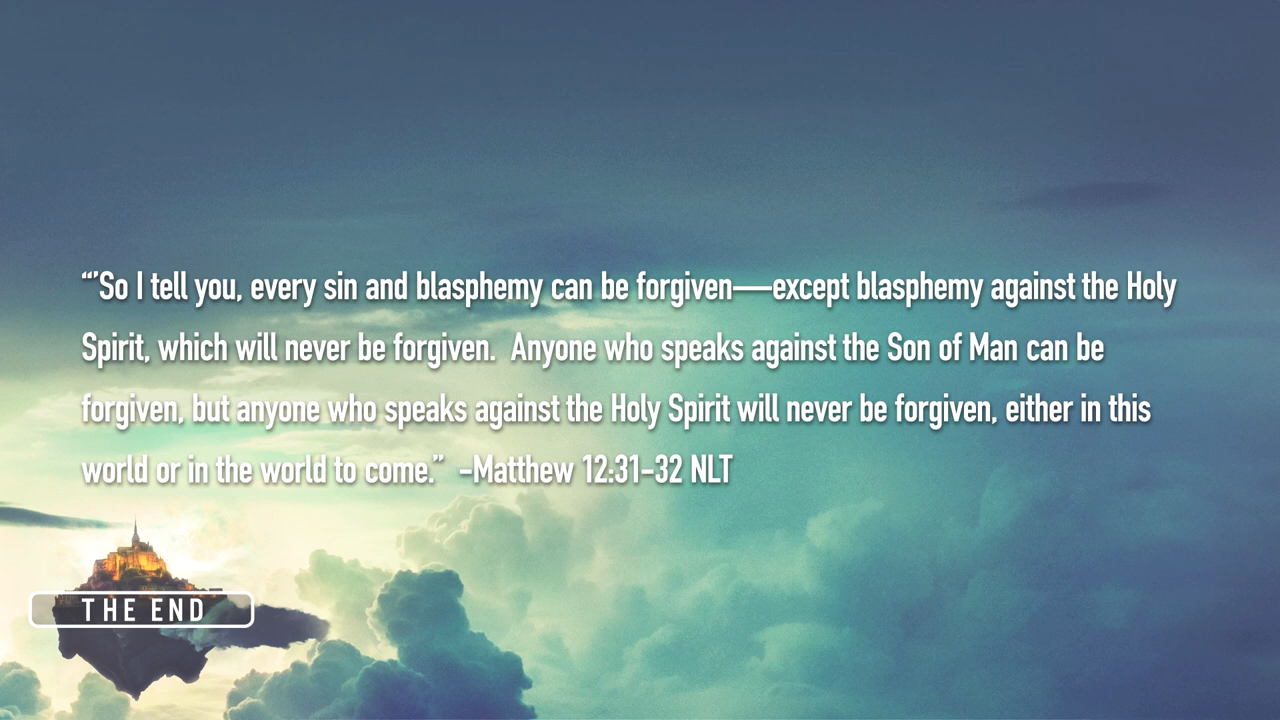 “‘So I tell you, every sin and blasphemy can be forgiven—except blasphemy against the Holy
Spirit, which will never be forgiven.  Anyone who speaks against the Son of Man can be
forgiven, but anyone who speaks against the Holy Spirit will never be forgiven, either in this
world or in the world to come.”  -Matthew 12:31-32 NLT
THE END